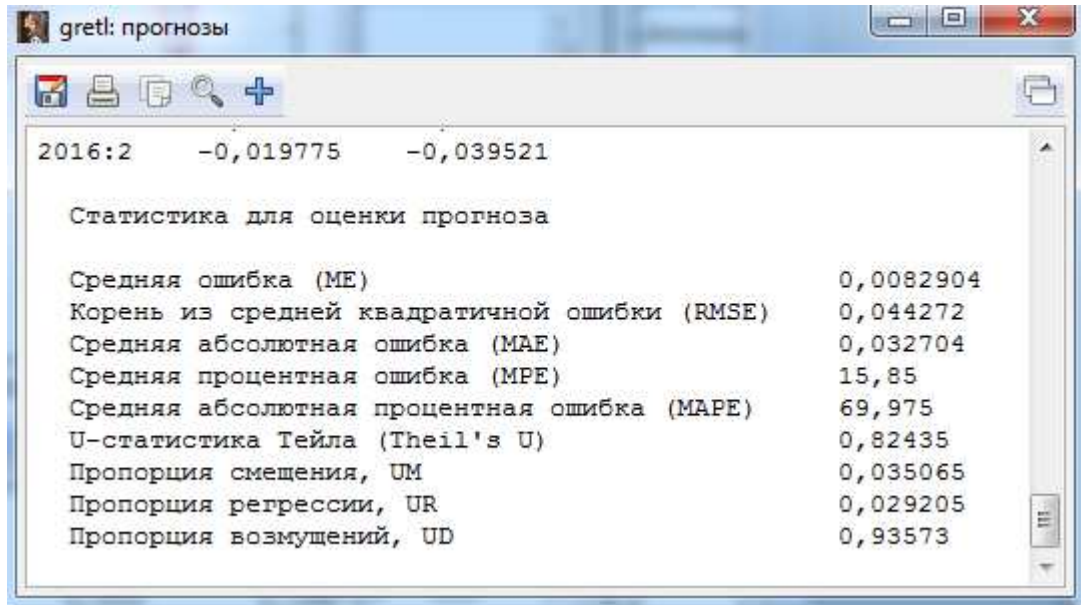 gretl: прогнозы
2016:2 -0,019775 -0,039521
Статистика для оценки прогноза
Средняя ошибка (ME) 0,0082904
Корень из средней квадратичной ошибки (RMSE) 0,044272
Средняя абсолютная ошибка (MAE) 0,032704
Средняя процентная ошибка (MPE) 15,85
Средняя абсолютная процентная ошибка (MAPE) 69,975
U-статистика Тейла (Theil's U) 0,82435
Пропорция смещения, UM 0,035065
Пропорция регрессии, UR 0,029205
Пропорция возмущений, UD 0,93573